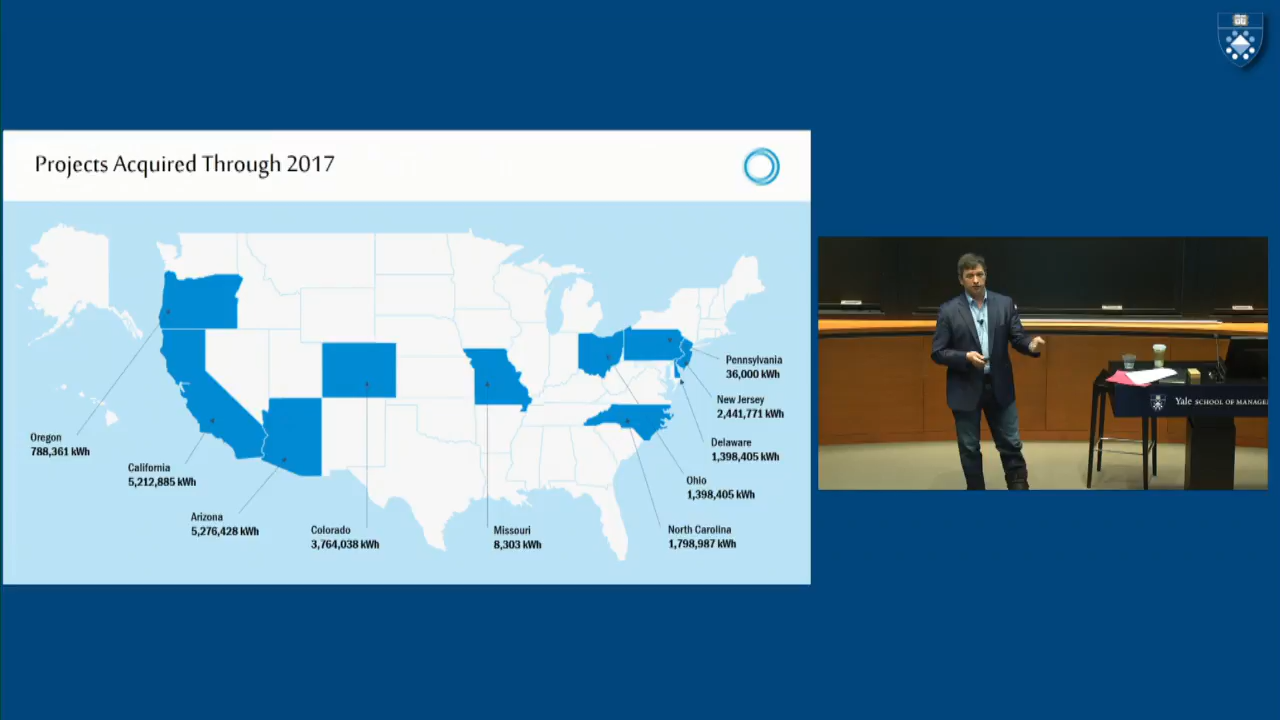 Projects Acquired Through 2017
Pennsylvania
36,000 kWh
New Jersey
2,441,771 kWh
Oregon
788,361 kWh
Delaware
1,398,405 kWh
California
5,212,885 kWh
Ohio
1,398,405 kWh
Arizona
5,276,428 kWh
Colorado
3,764,038 kWh
Missouri
8,303 kWh
North Carolina
1,798,987 kWh
Yale SCHOOL OF MANAGE